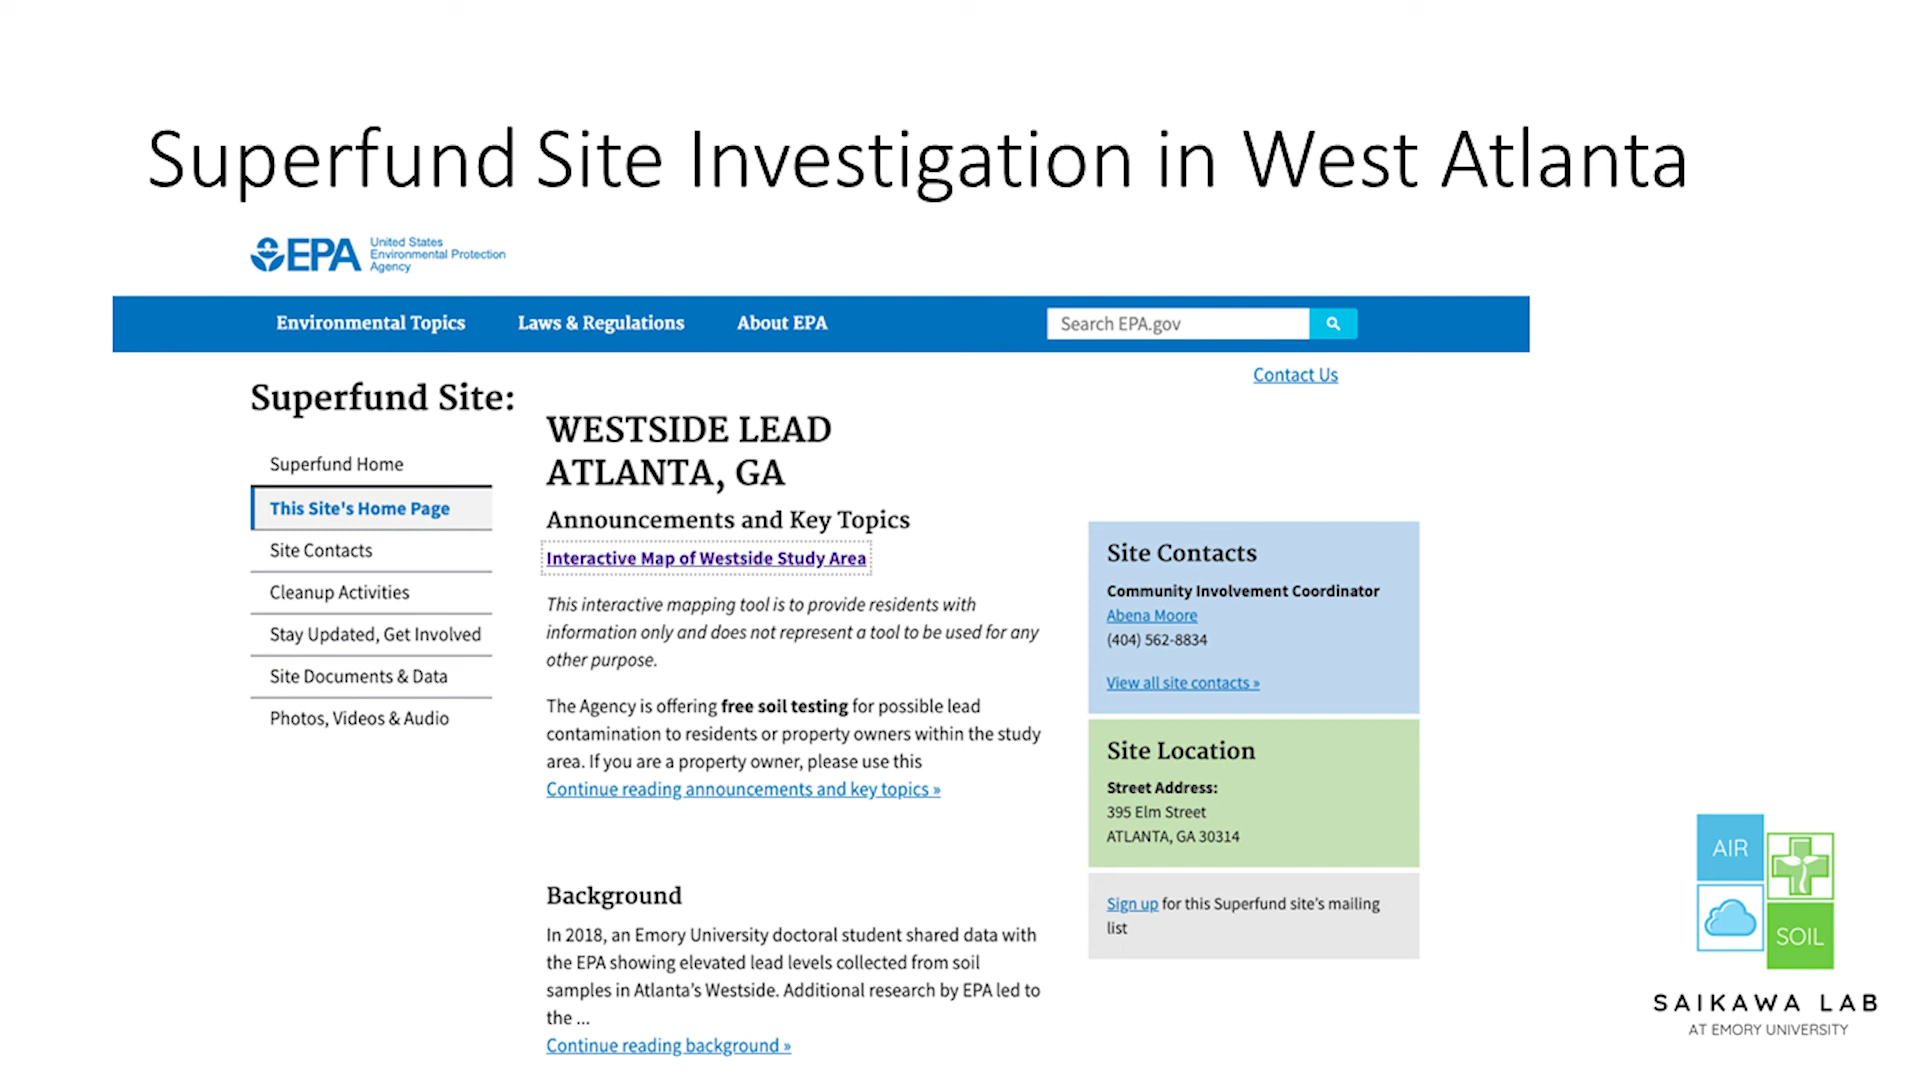 Superfund Site Investigation in West Atlanta
EPA
United States
Environmental Protection
Agency
Environmental Topics
Laws & Regulations
About EPA
Search EPA.gov
Contact Us
Superfund Site:
Superfund Home
This Site's Home Page
Site Contacts
Cleanup Activities
Stay Updated, Get Involved
Site Documents & Data
Photos, Videos & Audio
WESTSIDE LEAD
ATLANTA, GA
Announcements and Key Topics
Interactive Map of Westside Study Area
This interactive mapping tool is to provide residents with
information only and does not represent a tool to be used for any
other purpose.
The Agency is offering free soil testing for possible lead
contamination to residents or property owners within the study
area. If you are a property owner, please use this
Continue reading announcements and key topics »
Background
In 2018, an Emory University doctoral student shared data with
the EPA showing elevated lead levels collected from soil
samples in Atlanta's Westside. Additional research by EPA led to
the ...
Continue reading background »
Site Contacts
Community Involvement Coordinator
Abena Moore
(404) 562-8834
View all site contacts »
Site Location
Street Address:
395 Elm Street
ATLANTA, GA 30314
Sign up for this Superfund site's mailing
list
AIR
SOIL
SAIKAWA LAB
AT EMORY UNIVERSITY